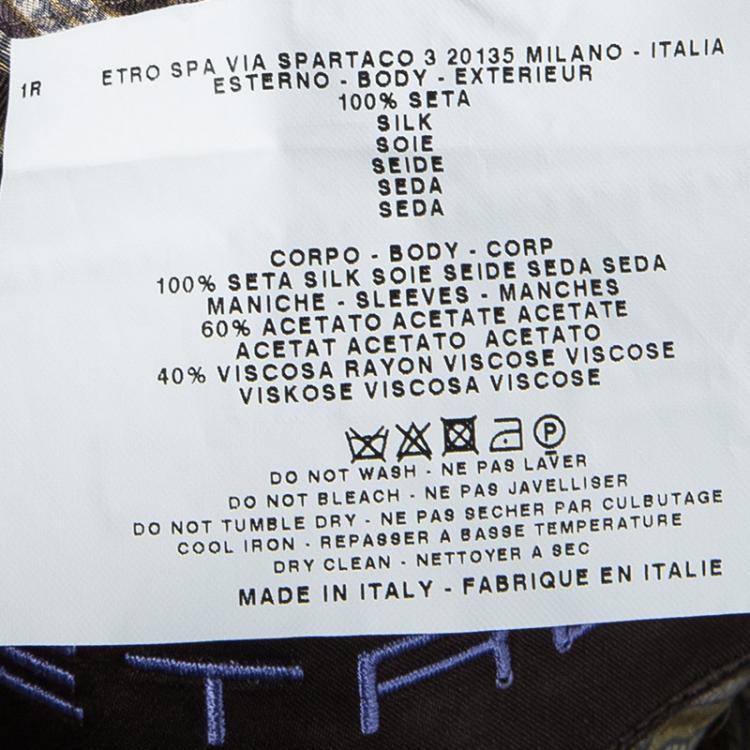 1R
ETRO SPA VIA SPARTACO 3 20135 MILANO - ITALIA
ESTERNO - BODY - EXTERIEUR
100% SETA
SILK
SOIE
SEIDE
SEDA
SEDA
CORPO - BODY - CORP
100% SETA SILK SOIE SEIDE SEDA SEDA
MANICHE - SLEEVES - MANCHES
60% ACETATO ACETATE ACETATE
ACETAT ACETATO ACETATO
40% VISCOSA RAYON VISCOSE VISCOSE
VISKOSE VISCOSA VISCOSE
P
DO NOT WASH - NE PAS LAVER
DO NOT BLEACH - NE PAS JAVELLISER
DO NOT TUMBLE DRY - NE PAS SECHER PAR CULBUTAGE
COOL IRON - REPASSER A BASSE TEMPERATURE
DRY CLEAN - NETTOYER A SEC
MADE IN ITALY - FABRIQUE EN ITALIE